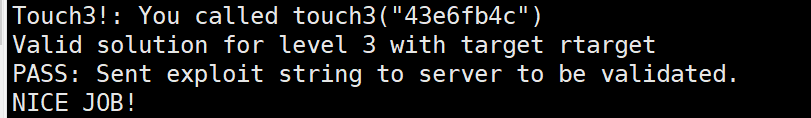 Touch3!: You called touch3("43e6fb4c")
Valid solution for level 3 with target rtarget
PASS: Sent exploit string to server to be validated.
NICE JOB!